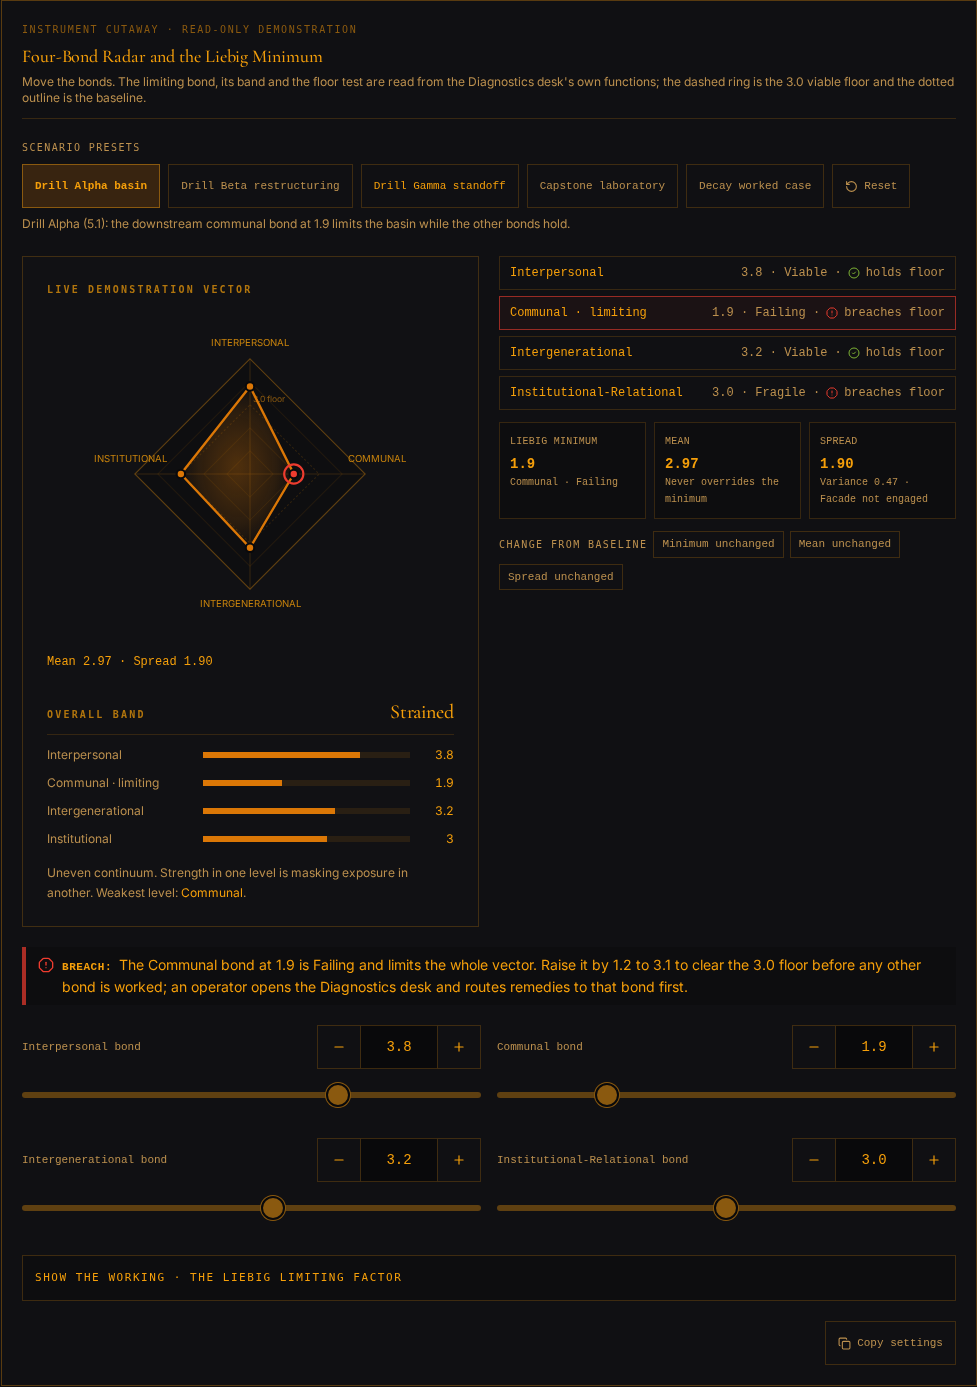 INSTRUMENT CUTAWAY · READ-ONLY DEMONSTRATION
Four-Bond Radar and the Liebig Minimum
Move the bonds. The limiting bond, its band and the floor test are read from the Diagnostics desk's own functions; the dashed ring is the 3.0 viable floor and the dotted
outline is the baseline.
SCENARIO PRESETS
Drill Alpha basin
Drill Beta restructuring
Drill Gamma standoff
Capstone laboratory
Decay worked case
Reset
Drill Alpha (5.1): the downstream communal bond at 1.9 limits the basin while the other bonds hold.
LIVE DEMONSTRATION VECTOR
INTERPERSONAL
3.0 floor
INSTITUTIONAL
COMMUNAL
INTERGENERATIONAL
Mean 2.97 · Spread 1.90
OVERALL BAND Strained
Interpersonal 3.8
Communal · limiting 1.9
Intergenerational 3.2
Institutional 3
Uneven continuum. Strength in one level is masking exposure in
another. Weakest level: Communal.
Interpersonal 3.8 · Viable · holds floor
Communal · limiting 1.9 · Failing · breaches floor
Intergenerational 3.2 · Viable · holds floor
Institutional-Relational 3.0 · Fragile · breaches floor
LIEBIG MINIMUM
1.9
Communal · Failing
MEAN
2.97
Never overrides the
minimum
SPREAD
1.90
Variance 0.47 ·
Facade not engaged
CHANGE FROM BASELINE Minimum unchanged Mean unchanged
Spread unchanged
BREACH: The Communal bond at 1.9 is Failing and limits the whole vector. Raise it by 1.2 to 3.1 to clear the 3.0 floor before any other
bond is worked; an operator opens the Diagnostics desk and routes remedies to that bond first.
Interpersonal bond − 3.8 +
Communal bond − 1.9 +
Intergenerational bond − 3.2 +
Institutional-Relational bond − 3.0 +
SHOW THE WORKING · THE LIEBIG LIMITING FACTOR
Copy settings